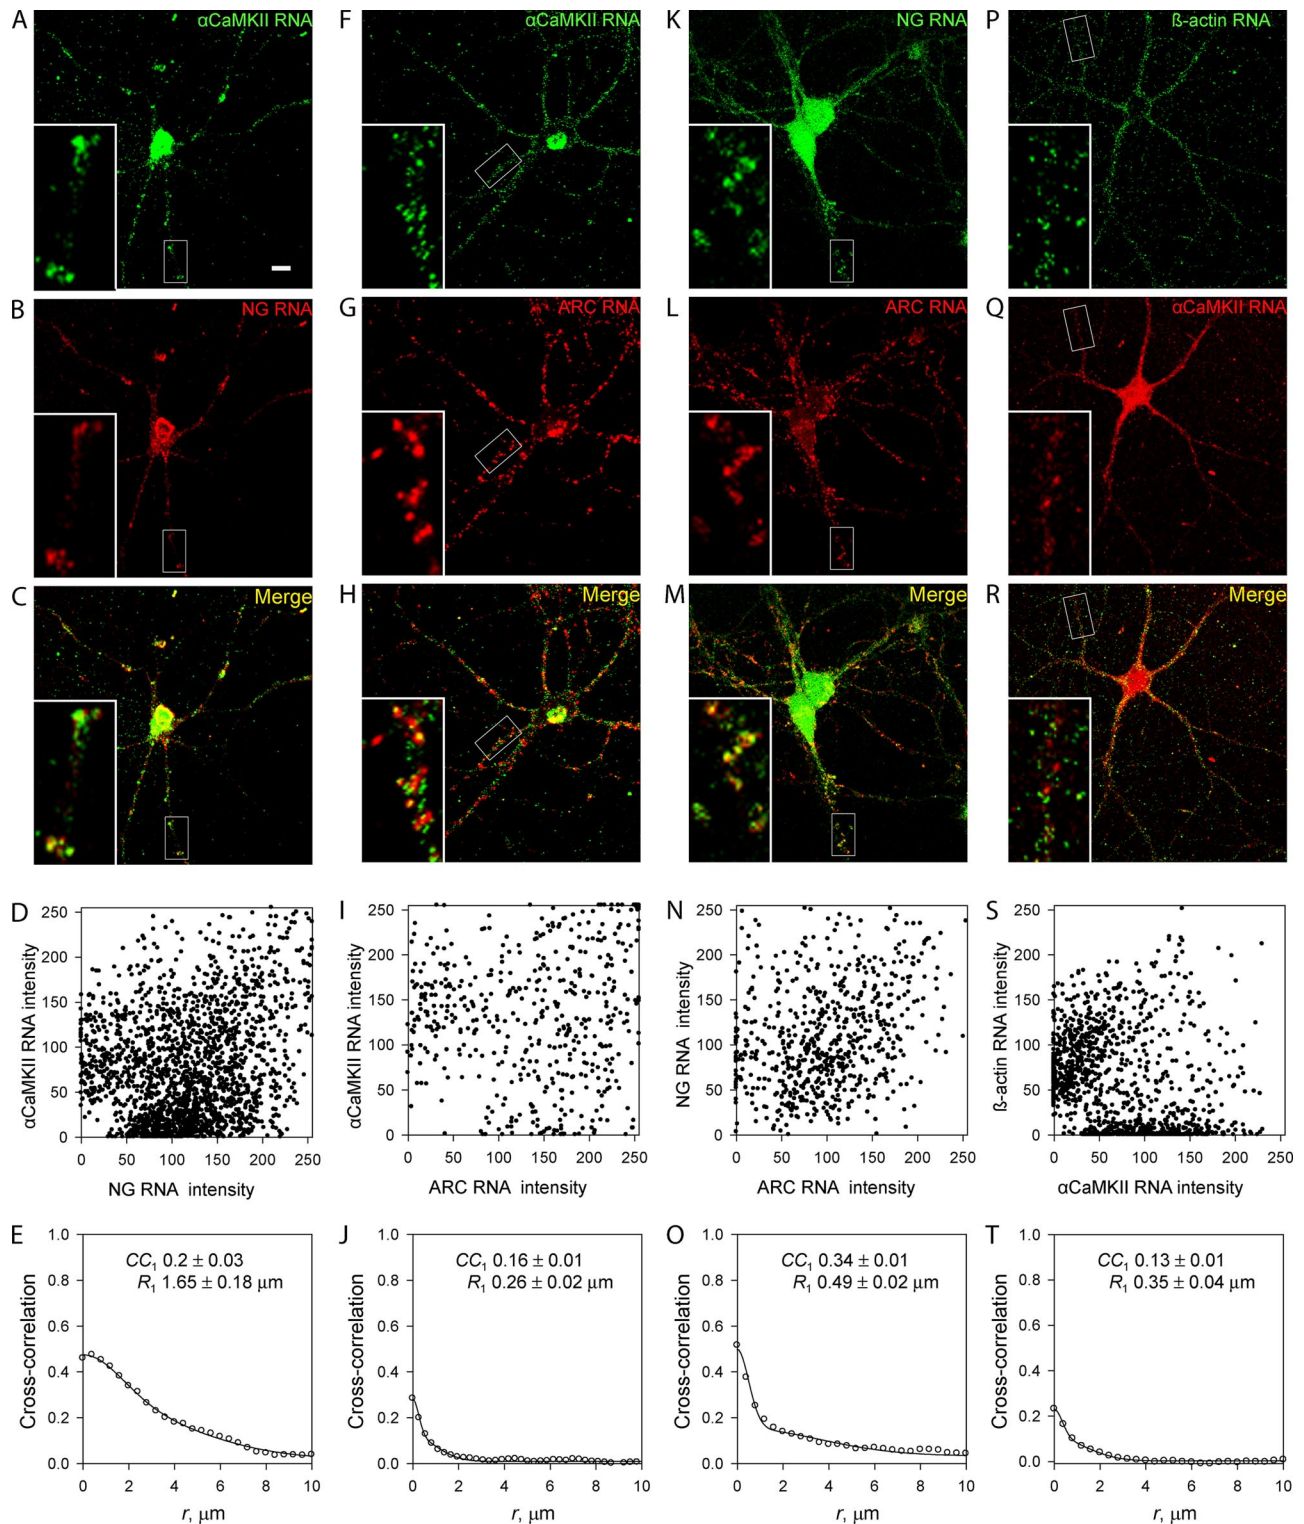 A
αCaMKII RNA
F
αCaMKII RNA
K
NG RNA
P
ß-actin RNA
B
NG RNA
G
ARC RNA
L
ARC RNA
Q
αCaMKII RNA
C
Merge
H
Merge
M
Merge
R
Merge
D
αCaMKII RNA intensity
250
200
150
100
50
0
0 50 100 150 200 250
NG RNA intensity
I
αCaMKII RNA intensity
250
200
150
100
50
0
0 50 100 150 200 250
ARC RNA intensity
N
NG RNA intensity
250
200
150
100
50
0
0 50 100 150 200 250
ARC RNA intensity
S
ß-actin RNA intensity
250
200
150
100
50
0
0 50 100 150 200 250
αCaMKII RNA intensity
E
Cross-correlation
1.0
0.8
0.6
0.4
0.2
0.0
CC₁ 0.2 ± 0.03
R₁ 1.65 ± 0.18 µm
0 2 4 6 8 10
r, µm
J
Cross-correlation
1.0
0.8
0.6
0.4
0.2
0.0
CC₁ 0.16 ± 0.01
R₁ 0.26 ± 0.02 µm
0 2 4 6 8 10
r, µm
O
Cross-correlation
1.0
0.8
0.6
0.4
0.2
0.0
CC₁ 0.34 ± 0.01
R₁ 0.49 ± 0.02 µm
0 2 4 6 8 10
r, µm
T
Cross-correlation
1.0
0.8
0.6
0.4
0.2
0.0
CC₁ 0.13 ± 0.01
R₁ 0.35 ± 0.04 µm
0 2 4 6 8 10
r, µm